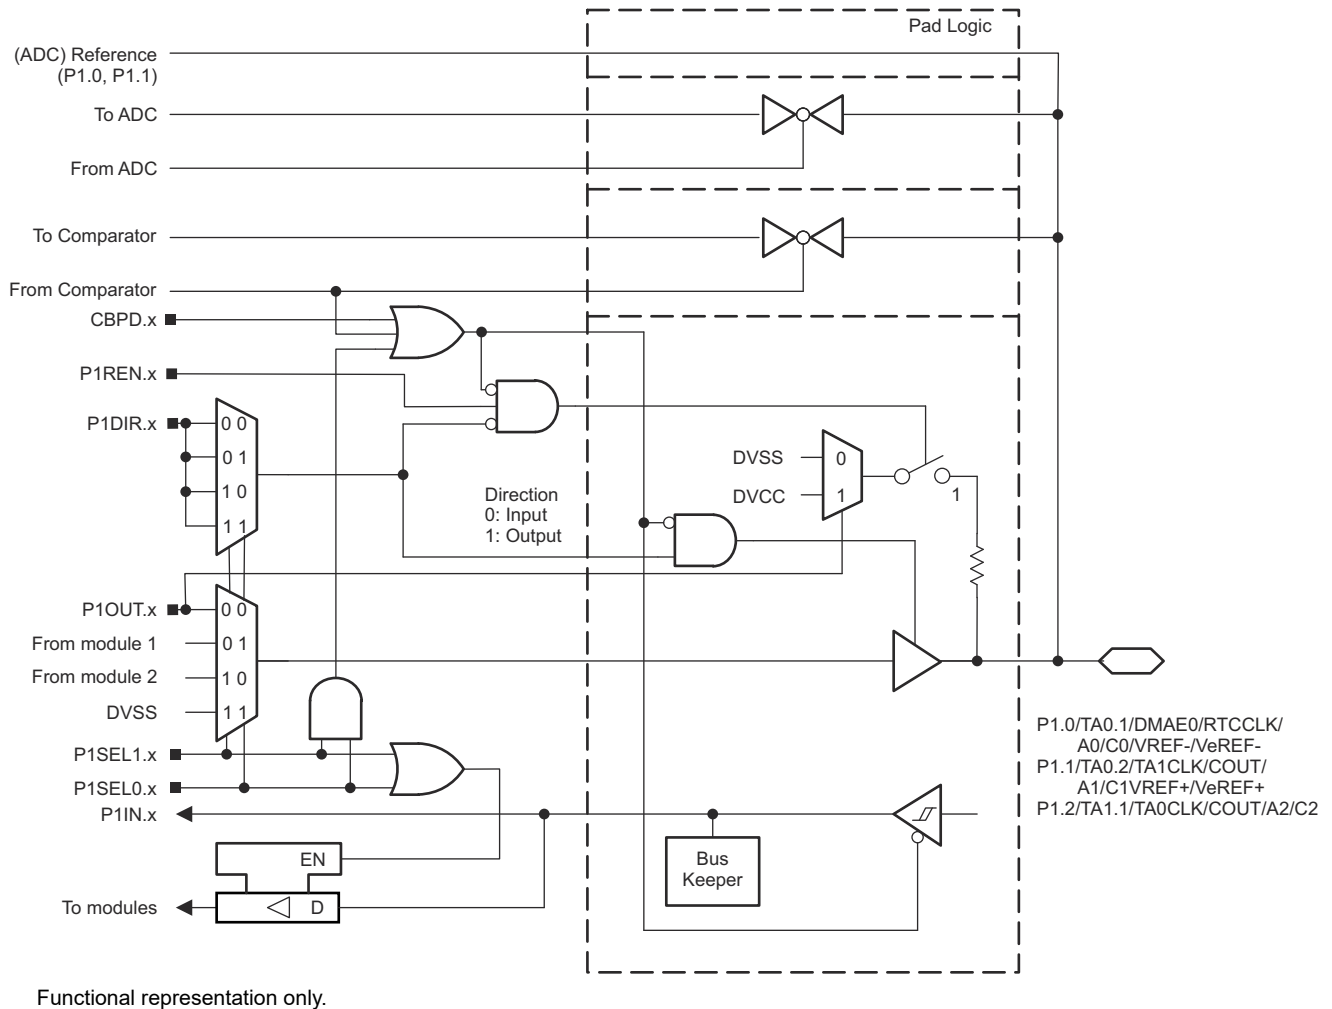 Pad Logic
(ADC) Reference
(P1.0, P1.1)
To ADC
From ADC
To Comparator
From Comparator
CBPD.x
P1REN.x
P1DIR.x
0 0
0 1
1 0
1 1
Direction
0: Input
1: Output
DVSS
DVCC
0
1
1
P1OUT.x
From module 1
From module 2
DVSS
0 0
0 1
1 0
1 1
P1SEL1.x
P1SEL0.x
P1IN.x
EN
D
To modules
Bus
Keeper
P1.0/TA0.1/DMAE0/RTCCLK/
A0/C0/VREF-/VeREF-
P1.1/TA0.2/TA1CLK/COUT/
A1/C1VREF+/VeREF+
P1.2/TA1.1/TA0CLK/COUT/A2/C2
Functional representation only.